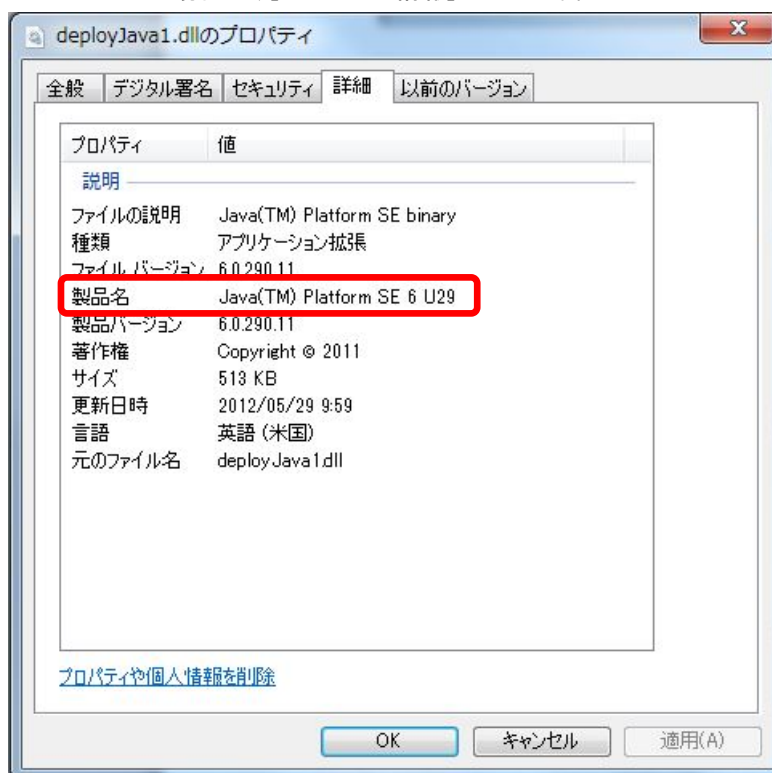 deployJava1.dllのプロパティ
全般 デジタル署名 セキュリティ 詳細 以前のバージョン
プロパティ 値
説明
ファイルの説明 Java(TM) Platform SE binary
種類 アプリケーション拡張
ファイル バージョン 6.0.290.11
製品名 Java(TM) Platform SE 6 U29
製品バージョン 6.0.290.11
著作権 Copyright © 2011
サイズ 513 KB
更新日時 2012/05/29 9:59
言語 英語 (米国)
元のファイル名 deployJava1.dll
プロパティや個人情報を削除
OK キャンセル 適用(A)